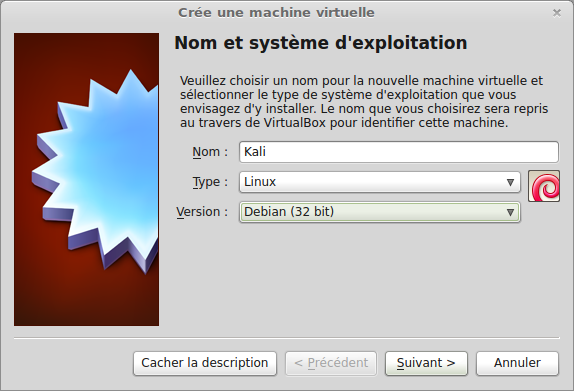 Crée une machine virtuelle
Nom et système d'exploitation
Veuillez choisir un nom pour la nouvelle machine virtuelle et
sélectionner le type de système d'exploitation que vous
envisagez d'y installer. Le nom que vous choisirez sera repris
au travers de VirtualBox pour identifier cette machine.
Nom : Kali
Type : Linux
Version : Debian (32 bit)
Cacher la description < Précédent Suivant > Annuler